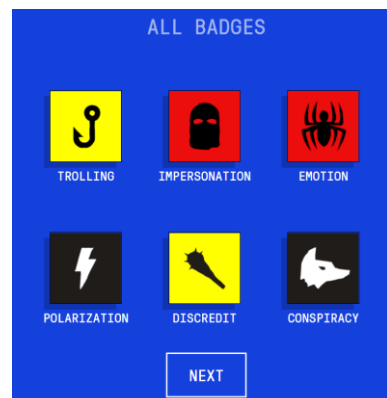 ALL BADGES
TROLLING IMPERSONATION EMOTION
POLARIZATION DISCREDIT CONSPIRACY
NEXT